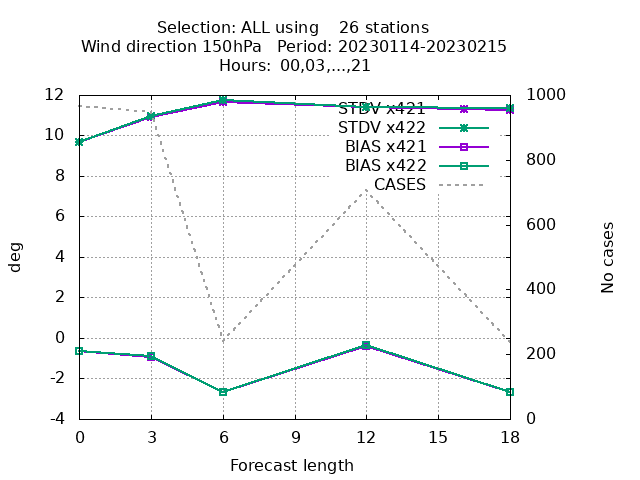 Selection: ALL using 26 stations
Wind direction 150hPa Period: 20230114-20230215
Hours: 00,03,...,21
12
10
8
6
4
2
0
-2
-4
deg
STDV x421
STDV x422
BIAS x421
BIAS x422
CASES
1000
800
600
400
200
0
No cases
0 3 6 9 12 15 18
Forecast length